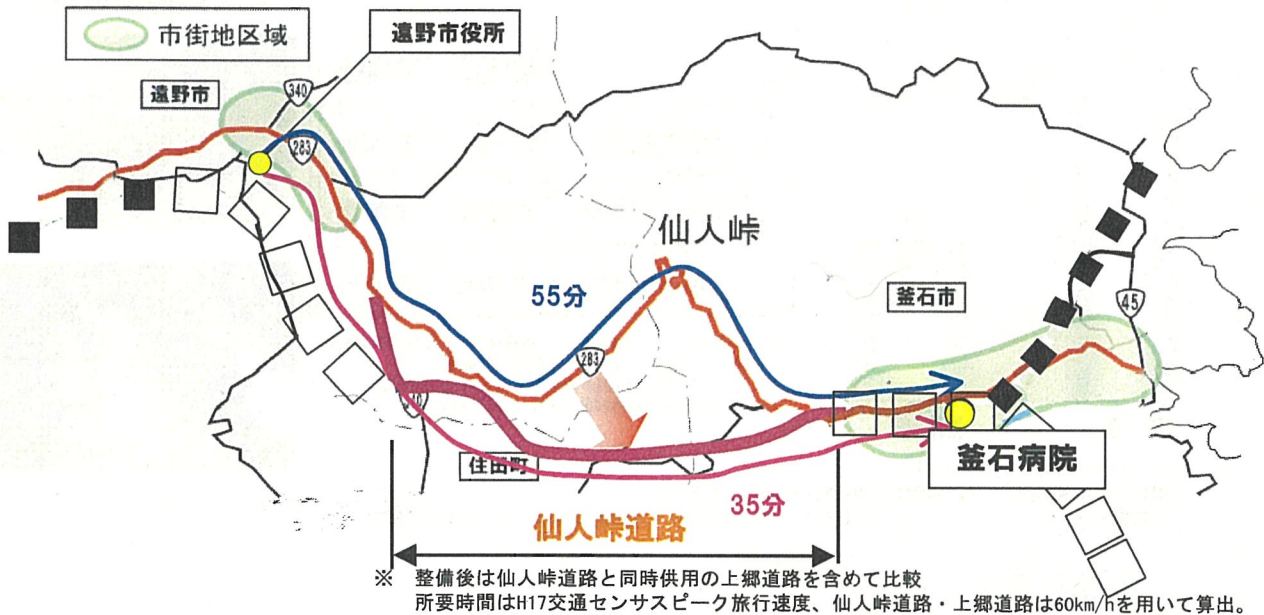 市街地区域
遠野市役所
遠野市
340
283
仙人峠
55分
釜石市
45
283
住田町
釜石病院
35分
仙人峠道路
※ 整備後は仙人峠道路と同時供用の上郷道路を含めて比較
所要時間はH17交通センサスピーク旅行速度、仙人峠道路・上郷道路は60km/hを用いて算出。